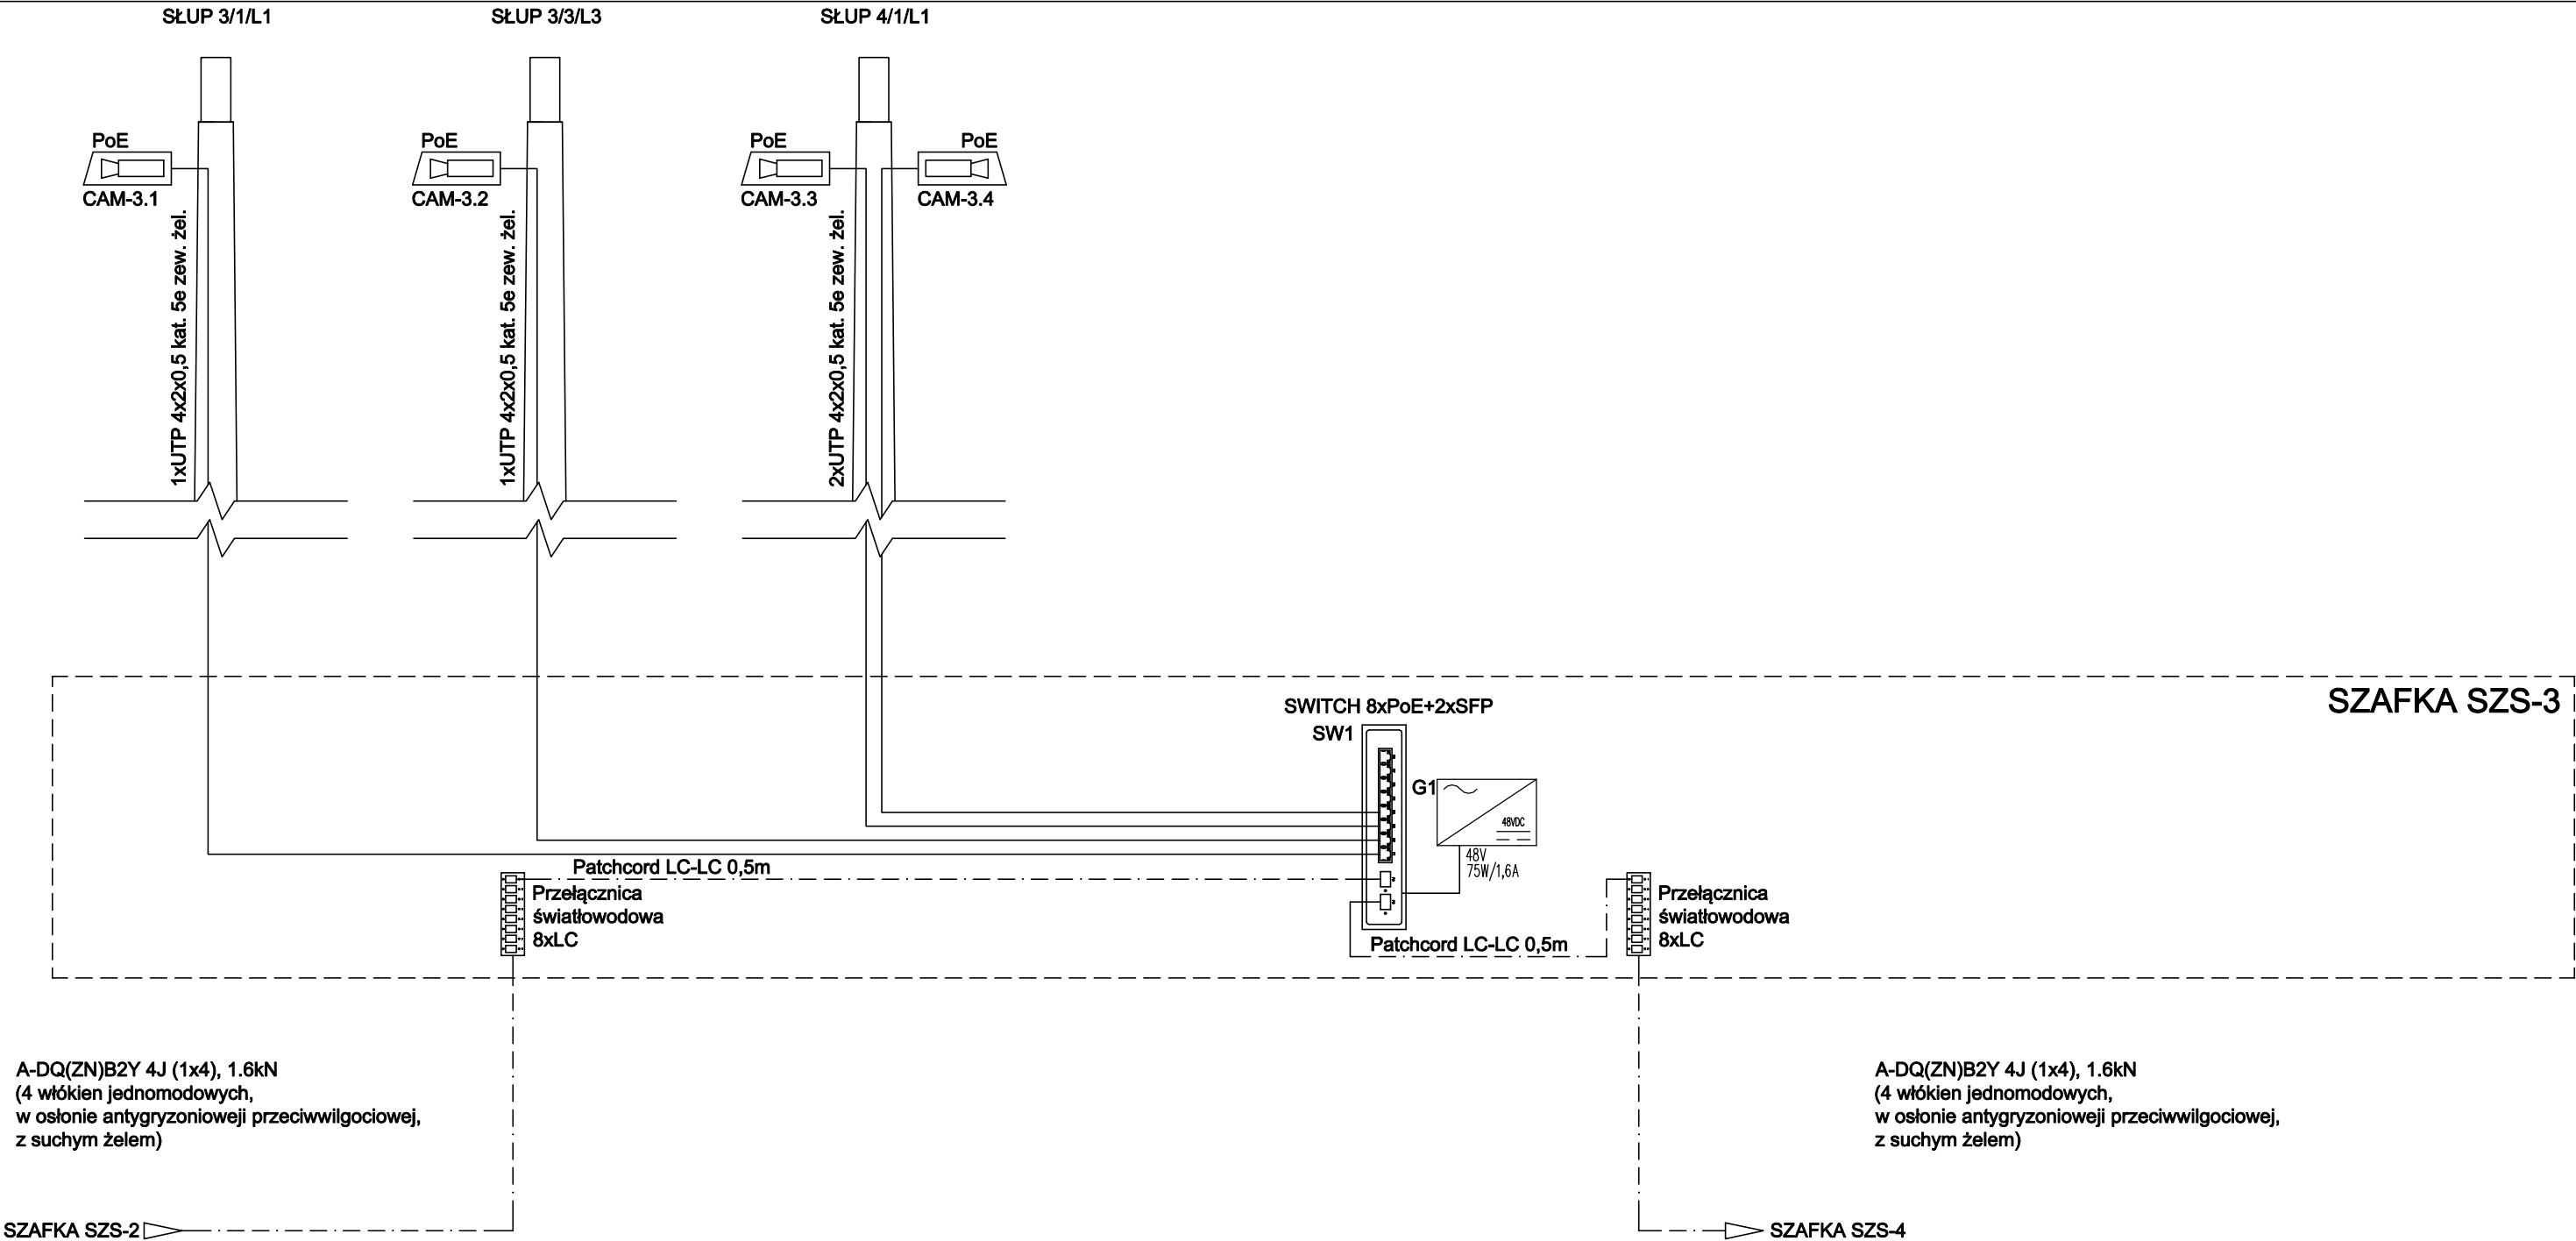 SŁUP 3/1/L1
SŁUP 3/3/L3
SŁUP 4/1/L1
PoE
PoE
PoE
PoE
CAM-3.1
CAM-3.2
CAM-3.3
CAM-3.4
1xUTP 4x2x0,5 kat. 5e zew. żel.
1xUTP 4x2x0,5 kat. 5e zew. żel.
2xUTP 4x2x0,5 kat. 5e zew. żel.
SZAFKA SZS-3
SWITCH 8xPoE+2xSFP
SW1
G1
48VDC
48V
75W/1,6A
Patchcord LC-LC 0,5m
Przełącznica
światłowodowa
8xLC
Patchcord LC-LC 0,5m
Przełącznica
światłowodowa
8xLC
A-DQ(ZN)B2Y 4J (1x4), 1.6kN
(4 włókien jednomodowych,
w osłonie antygryzonioweji przeciwwilgociowej,
z suchym żelem)
A-DQ(ZN)B2Y 4J (1x4), 1.6kN
(4 włókien jednomodowych,
w osłonie antygryzonioweji przeciwwilgociowej,
z suchym żelem)
SZAFKA SZS-2
SZAFKA SZS-4